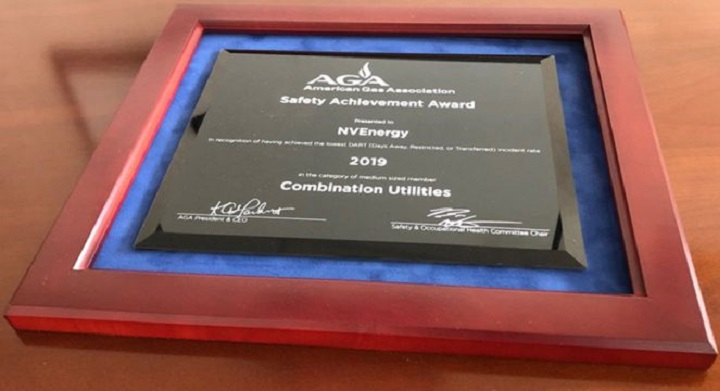 AGA
American Gas Association
Safety Achievement Award
Presented to
NVEnergy
In recognition of having achieved the lowest DART (Days Away, Restricted, or Transferred) incident rate
2019
in the category of medium sized member
Combination Utilities
AGA President & CEO
Safety & Occupational Health Committee Chair